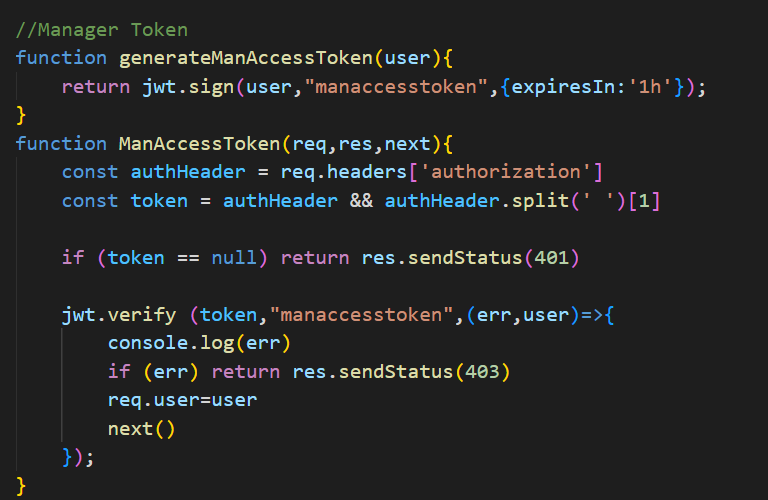 //Manager Token
function generateManAccessToken(user){
    return jwt.sign(user,"manaccesstoken",{expiresIn:'1h'});
}
function ManAccessToken(req,res,next){
    const authHeader = req.headers['authorization']
    const token = authHeader && authHeader.split(' ')[1]

    if (token == null) return res.sendStatus(401)

    jwt.verify (token,"manaccesstoken",(err,user)=>{
        console.log(err)
        if (err) return res.sendStatus(403)
        req.user=user
        next()
    });
}